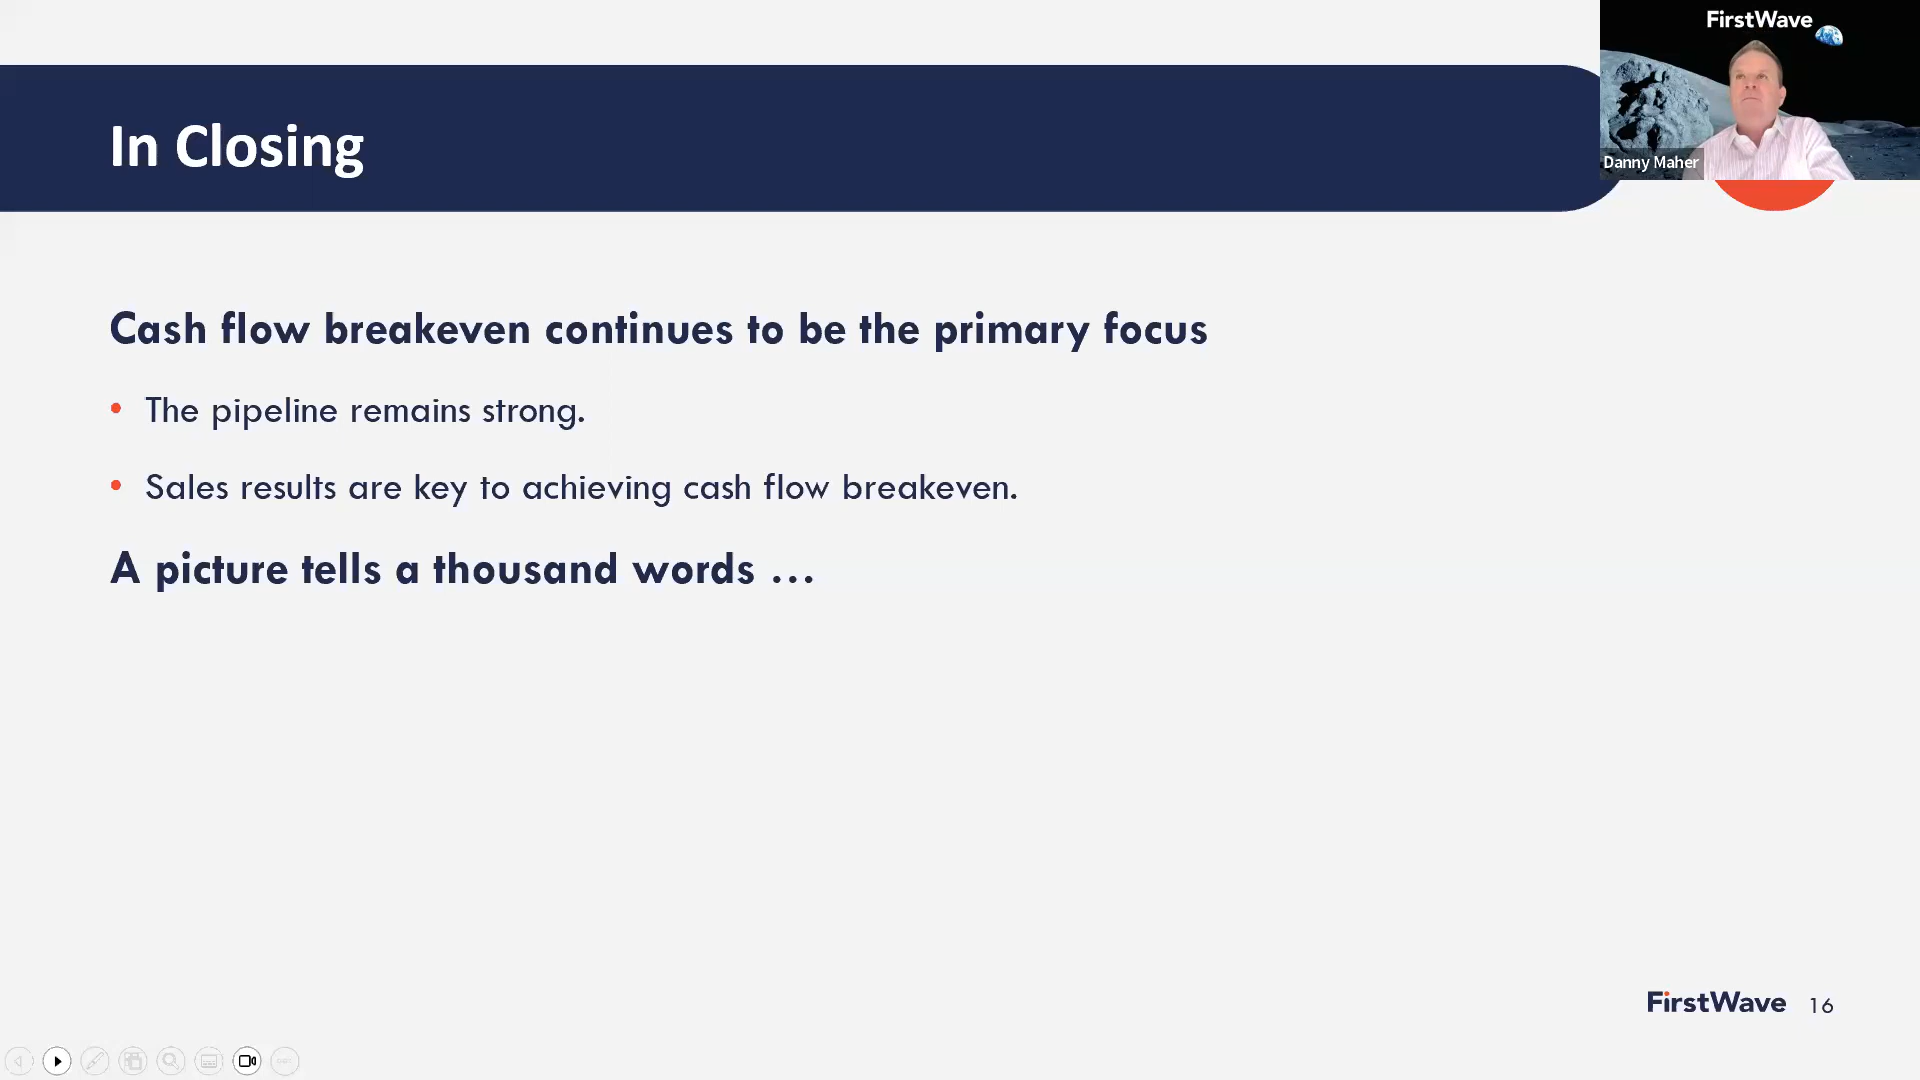 FirstWave
In Closing
Danny Maher
Cash flow breakeven continues to be the primary focus
• The pipeline remains strong.
• Sales results are key to achieving cash flow breakeven.
A picture tells a thousand words …
FirstWave 16